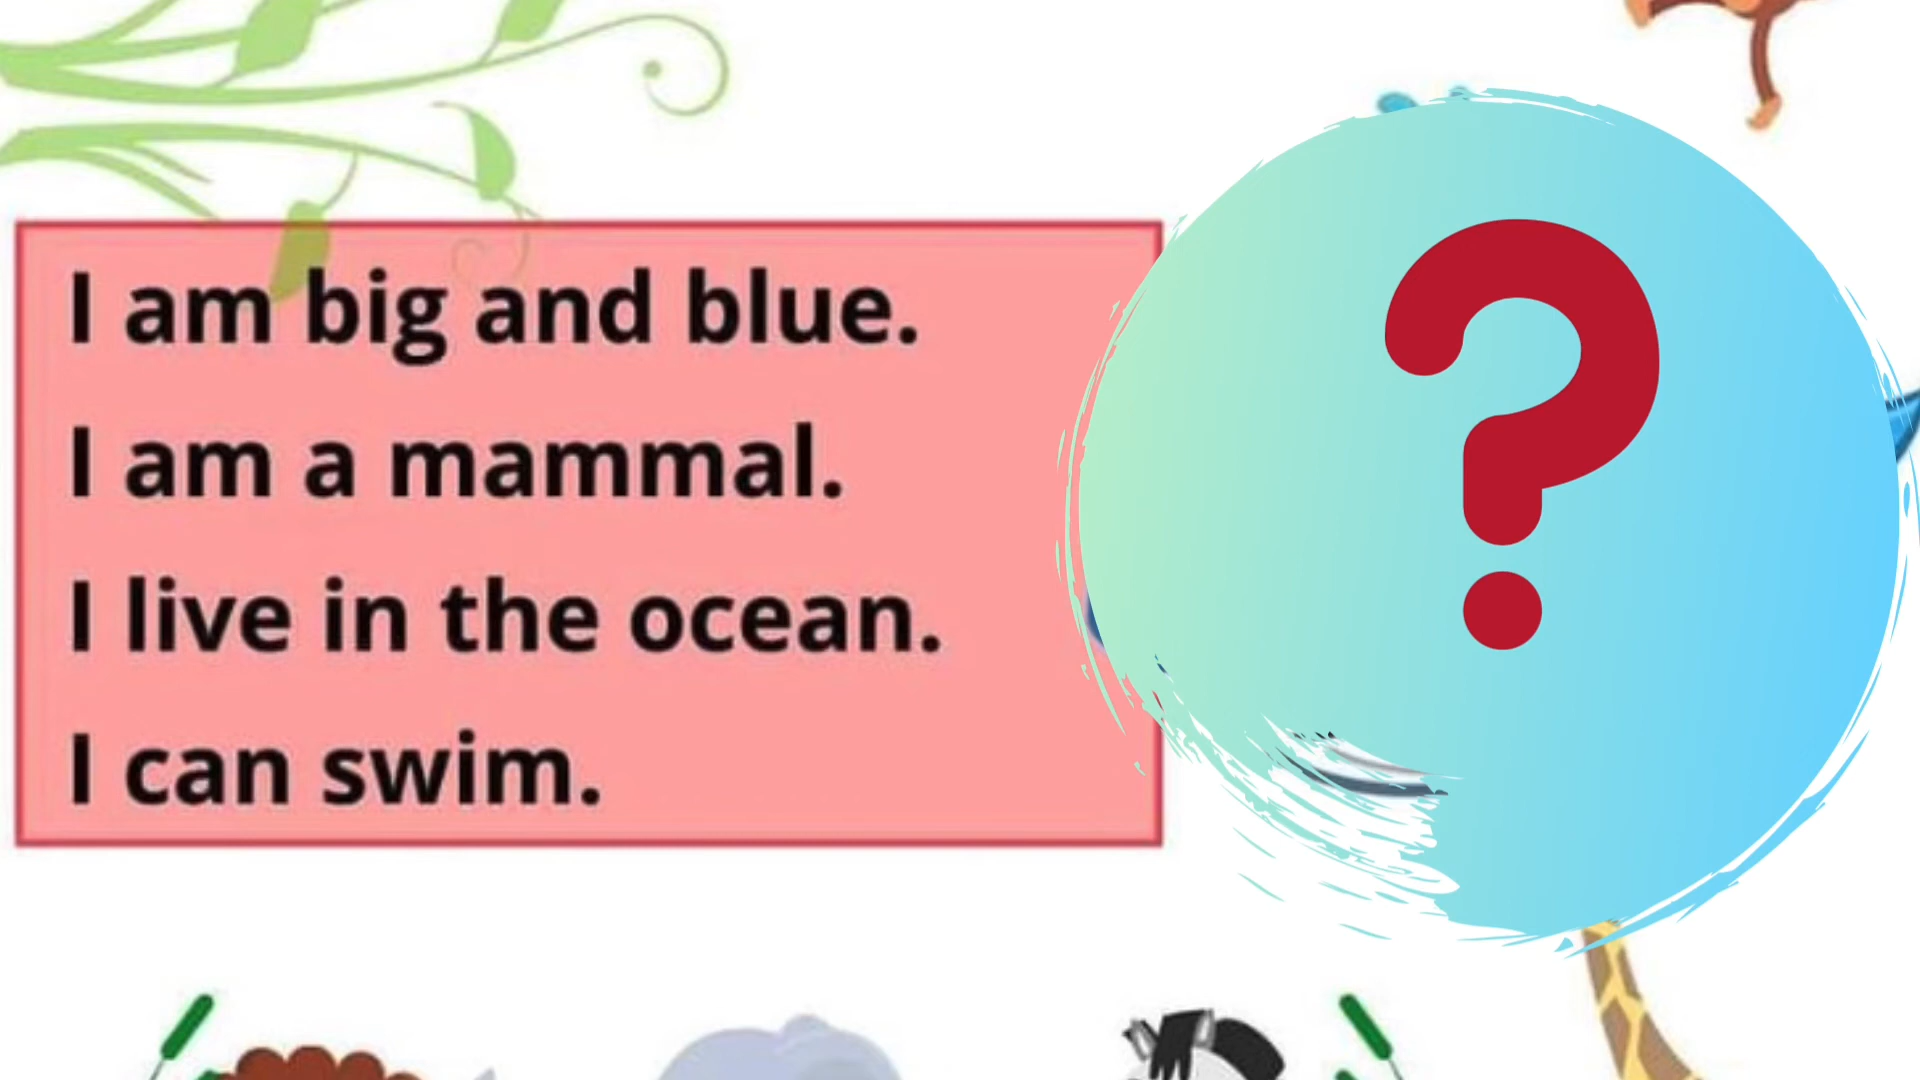 I am big and blue.
I am a mammal.
I live in the ocean.
I can swim.
?